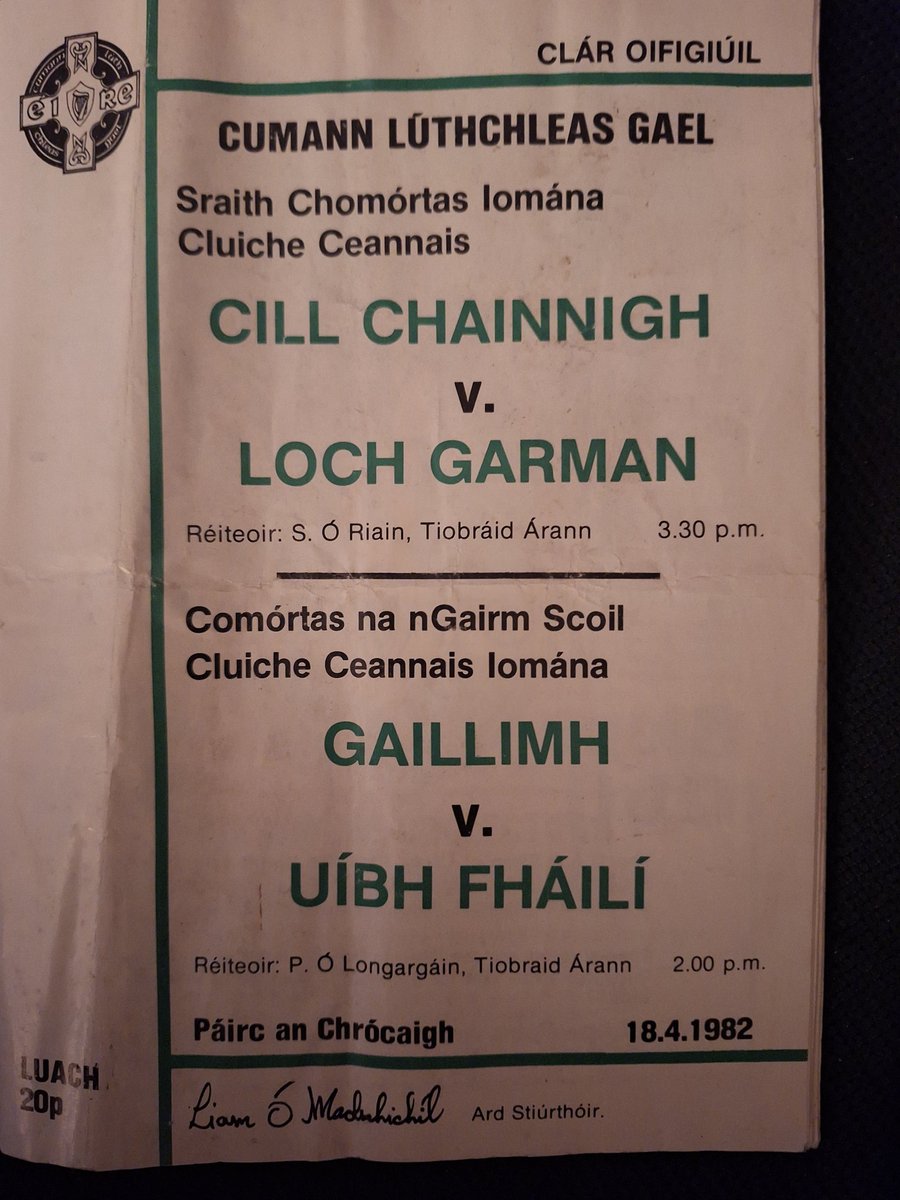 CLÁR OIFIGIÚIL
EIRE
CUMANN LÚTHCHLEAS GAEL
Sraith Chomórtas Iomána
Cluiche Ceannais
CILL CHAINNIGH
v.
LOCH GARMAN
Réiteoir: S. Ó Riain, Tiobráid Árann 3.30 p.m.
Comórtas na nGairm Scoil
Cluiche Ceannais Iomána
GAILLIMH
v.
UÍBH FHÁILÍ
Réiteoir: P. Ó Longargáin, Tiobraid Árann 2.00 p.m.
Páirc an Chrócaigh 18.4.1982
LUACH
20p
Liam Ó Ard Stiúrthóir.